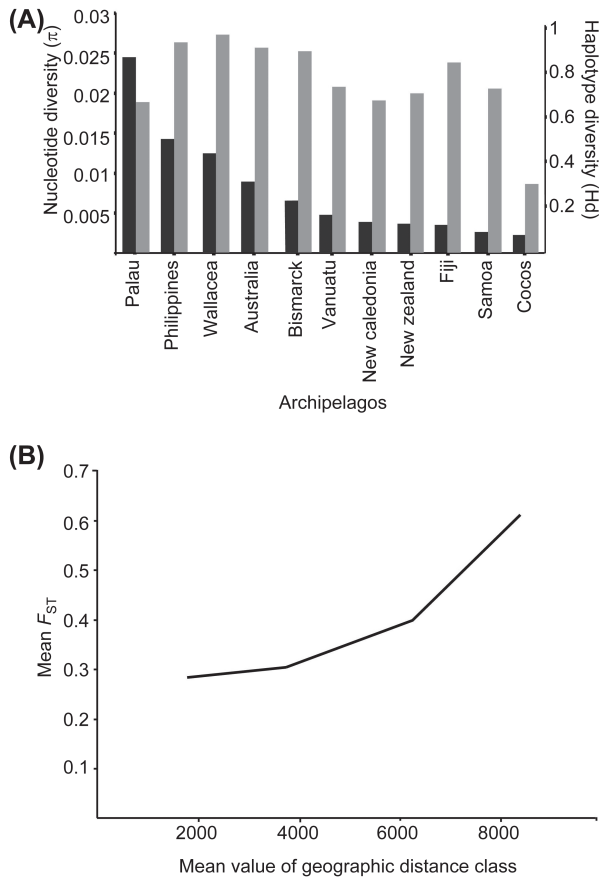 (A)
0.03
0.025
0.02
0.015
0.01
0.005
Nucleotide diversity (π)
1
0.8
0.6
0.4
0.2
Haplotype diversity (Hd)
Palau
Philippines
Wallacea
Australia
Bismarck
Vanuatu
New caledonia
New zealand
Fiji
Samoa
Cocos
Archipelagos
(B)
0.7
0.6
0.5
0.4
0.3
0.2
0.1
Mean FST
2000 4000 6000 8000
Mean value of geographic distance class